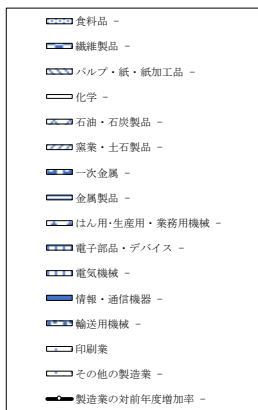 食料品 -
繊維製品 -
パルプ・紙・紙加工品 -
化学 -
石油・石炭製品 -
窯業・土石製品 -
一次金属 -
金属製品 -
はん用・生産用・業務用機械 -
電子部品・デバイス -
電気機械 -
情報・通信機器 -
輸送用機械 -
印刷業
その他の製造業 -
製造業の対前年度増加率 -